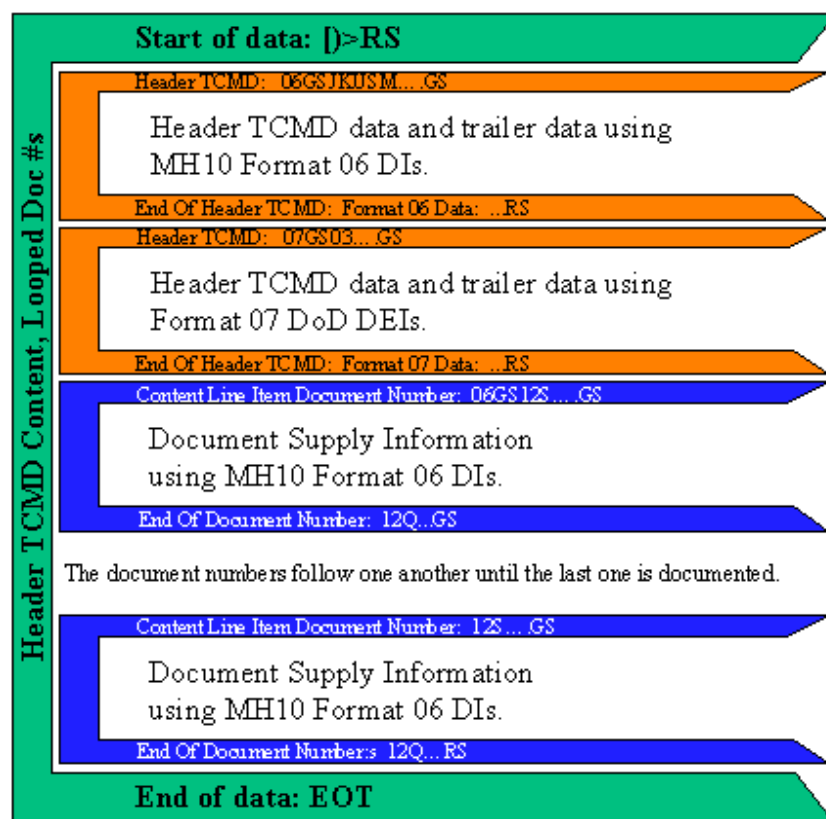 Start of data: [)>RS
Header TCMD Content, Looped Doc #s
Header TCMD: 06GSJKUSM... .GS
Header TCMD data and trailer data using
MH10 Format 06 DIs.
End Of Header TCMD: Format 06 Data: ...RS
Header TCMD: 07GS03... .GS
Header TCMD data and trailer data using
Format 07 DoD DEIs.
End Of Header TCMD: Format 07 Data: ...RS
Content Line Item Document Number: 06GS12S... .GS
Document Supply Information
using MH10 Format 06 DIs.
End Of Document Number: 12Q...GS
The document numbers follow one another until the last one is documented.
Content Line Item Document Number: 12S... .GS
Document Supply Information
using MH10 Format 06 DIs.
End Of Document Number:s 12Q...RS
End of data: EOT